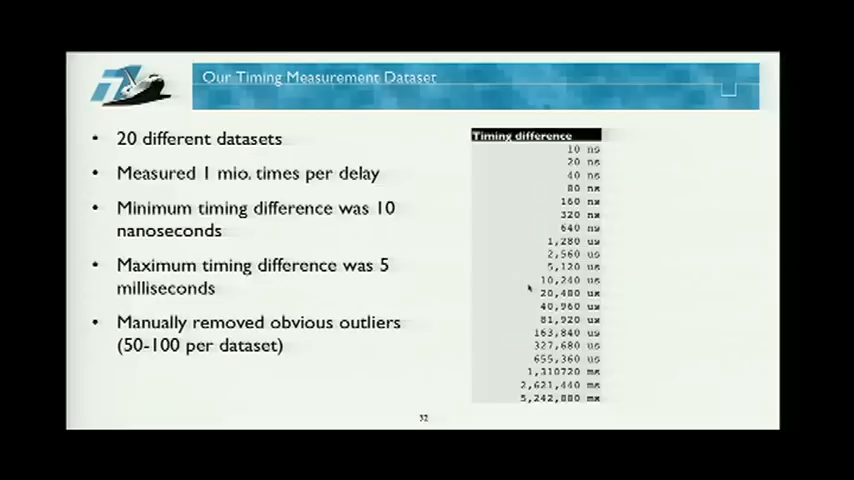 Our Timing Measurement Dataset
• 20 different datasets
• Measured 1 mio. times per delay
• Minimum timing difference was 10
nanoseconds
• Maximum timing difference was 5
milliseconds
• Manually removed obvious outliers
(50-100 per dataset)
Timing difference
10 ns
20 ns
40 ns
80 ns
160 ns
320 ns
640 ns
1,280 us
2,560 us
5,120 us
10,240 us
20,480 us
40,960 us
81,920 us
163,840 us
327,680 us
655,360 us
1,310720 ms
2,621,440 ms
5,242,880 ms
32